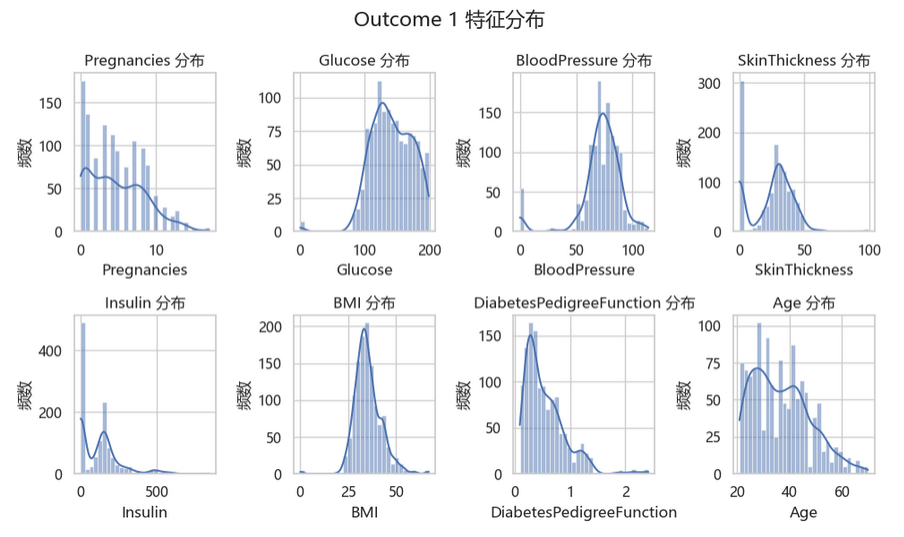 Outcome 1 特征分布
Pregnancies 分布
Glucose 分布
BloodPressure 分布
SkinThickness 分布
150
100
50
0
100
75
50
25
0
150
100
50
0
300
200
100
0
频数
频数
频数
频数
0 10
0 100 200
0 50 100
0 50 100
Pregnancies
Glucose
BloodPressure
SkinThickness
Insulin 分布
BMI 分布
DiabetesPedigreeFunction 分布
Age 分布
400
200
0
200
150
100
50
0
150
100
50
0
100
75
50
25
0
频数
频数
频数
频数
0 500
0 25 50
0 1 2
20 40 60
Insulin
BMI
DiabetesPedigreeFunction
Age